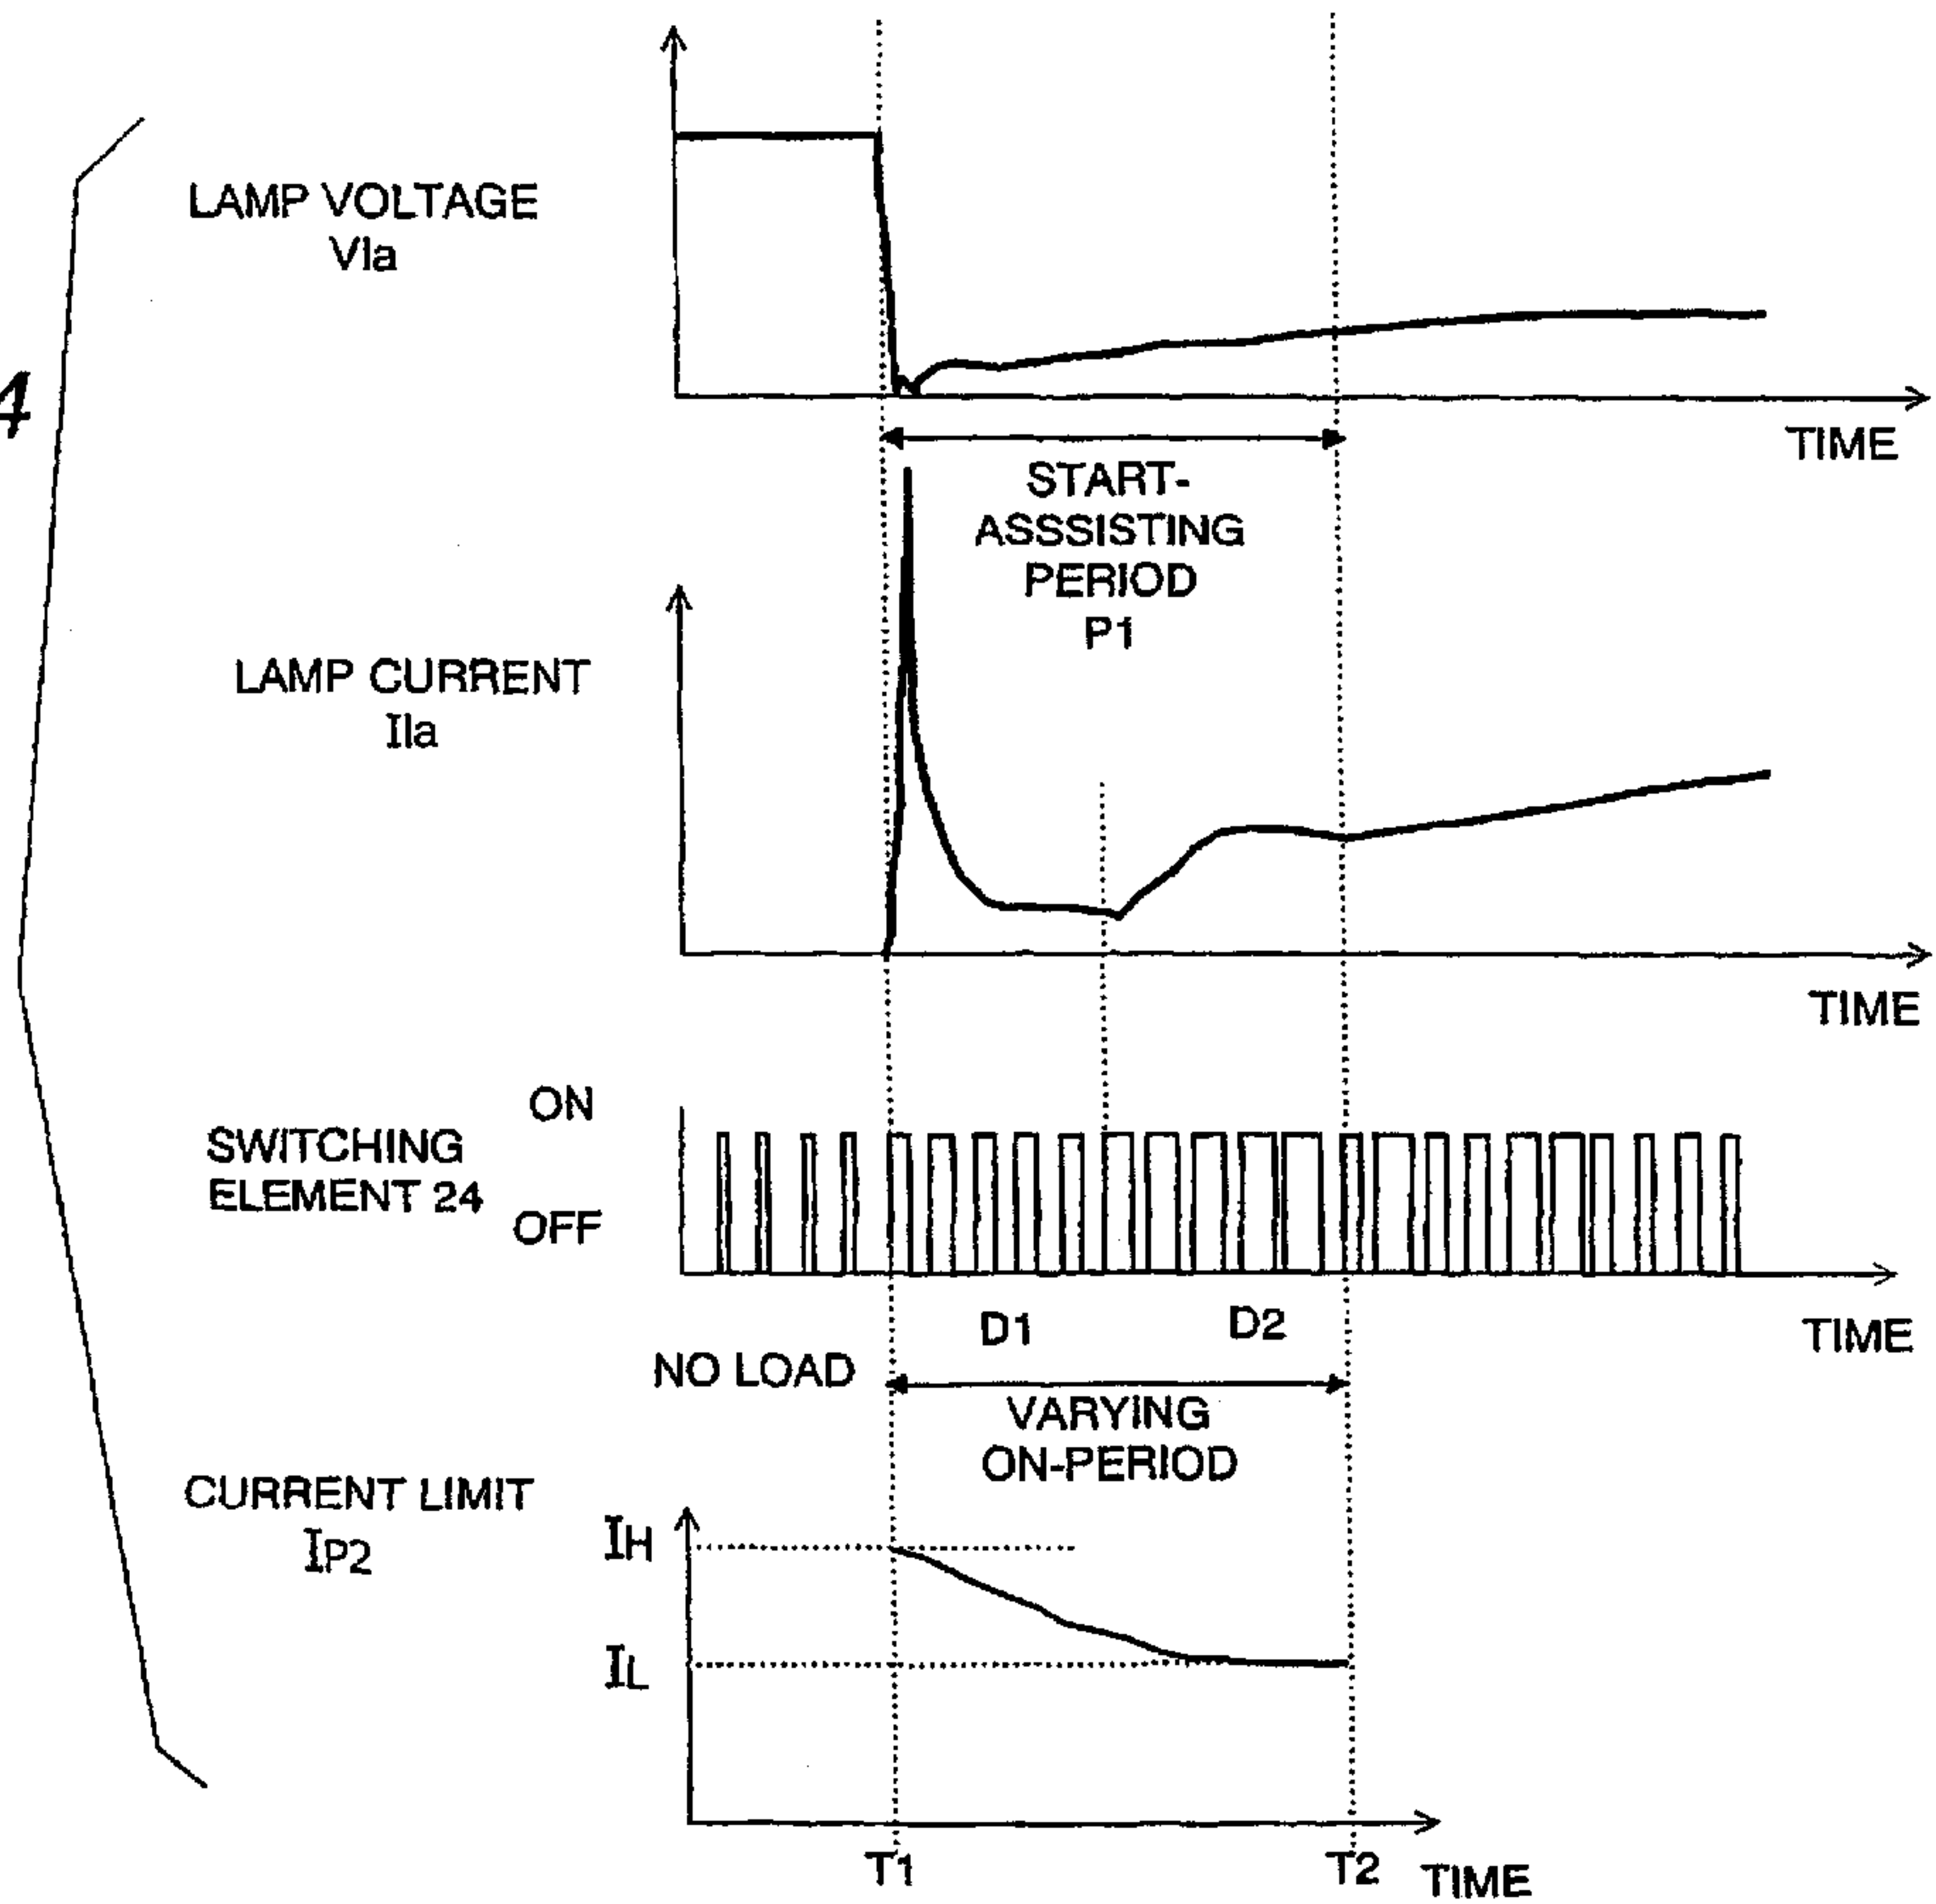 4
LAMP VOLTAGE
Vla
TIME
START-
ASSSISTING
PERIOD
P1
LAMP CURRENT
Ila
TIME
ON
SWITCHING
ELEMENT 24
OFF
D1
D2
TIME
NO LOAD
VARYING
ON-PERIOD
CURRENT LIMIT
IP2
IH
IL
T1
T2
TIME